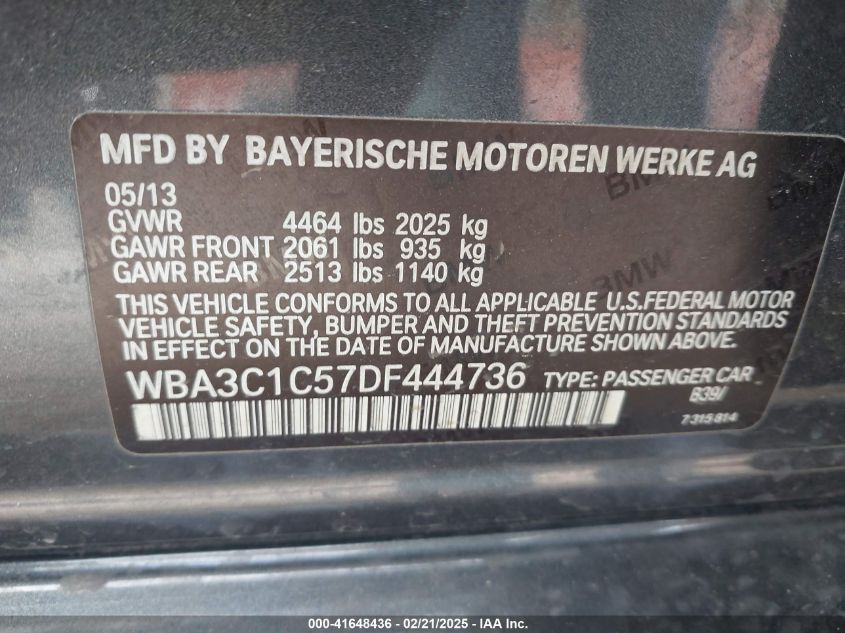 MFD BY BAYERISCHE MOTOREN WERKE AG
05/13
GVWR 4464 lbs 2025 kg
GAWR FRONT 2061 lbs 935 kg
GAWR REAR 2513 lbs 1140 kg
THIS VEHICLE CONFORMS TO ALL APPLICABLE U.S.FEDERAL MOTOR
VEHICLE SAFETY, BUMPER AND THEFT PREVENTION STANDARDS
IN EFFECT ON THE DATE OF MANUFACTURE SHOWN ABOVE.
WBA3C1C57DF444736 TYPE: PASSENGER CAR
B39/
7315814
000-41648436 - 02/21/2025 - IAA Inc.